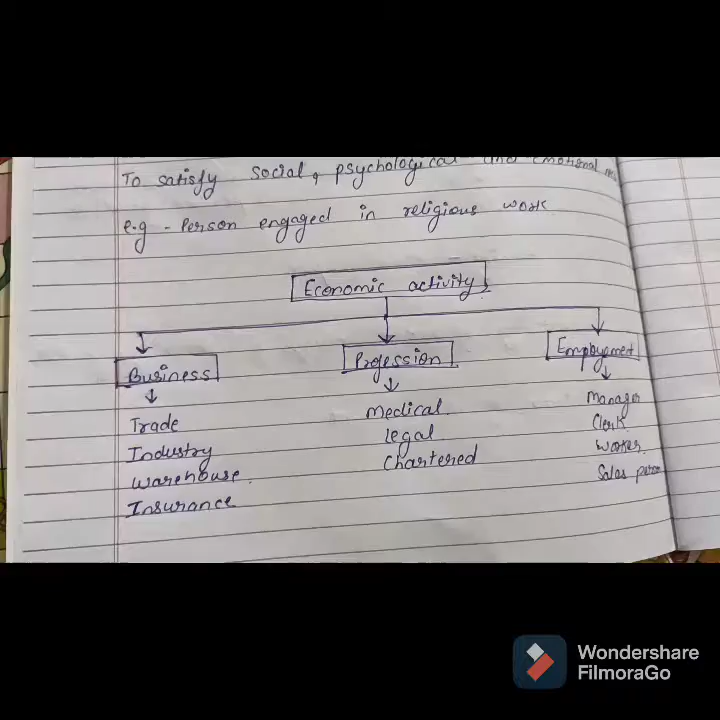 To satisfy social, psychological and emotional
e.g - Person engaged in religious work
Economic activity
Business
Profession
Employment
Trade
Industry
Warehouse
Insurance
Medical
legal
Chartered
Manager
Clerk
Worker
Sales person
Wondershare
FilmoraGo